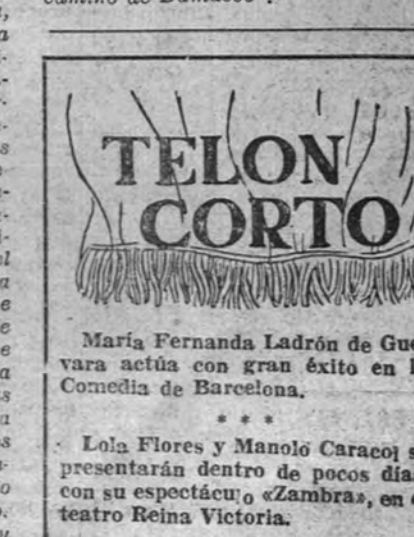 camino de Damasco".
TELON
CORTO
María Fernanda Ladrón de Gue
vara actúa con gran éxito en l
Comedia de Barcelona.
* * *
Lola Flores y Manolo Caracol s
presentarán dentro de pocos días
con su espectáculo «Zambra», en e
teatro Reina Victoria.